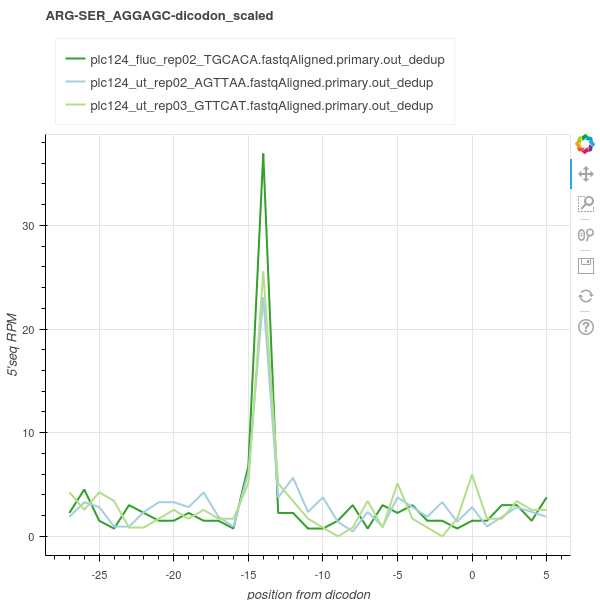 ARG-SER_AGGAGC-dicodon_scaled
plc124_fluc_rep02_TGCACA.fastqAligned.primary.out_dedup
plc124_ut_rep02_AGTTAA.fastqAligned.primary.out_dedup
plc124_ut_rep03_GTTCAT.fastqAligned.primary.out_dedup
30
20
10
0
5'seq RPM
-25 -20 -15 -10 -5 0 5
position from dicodon